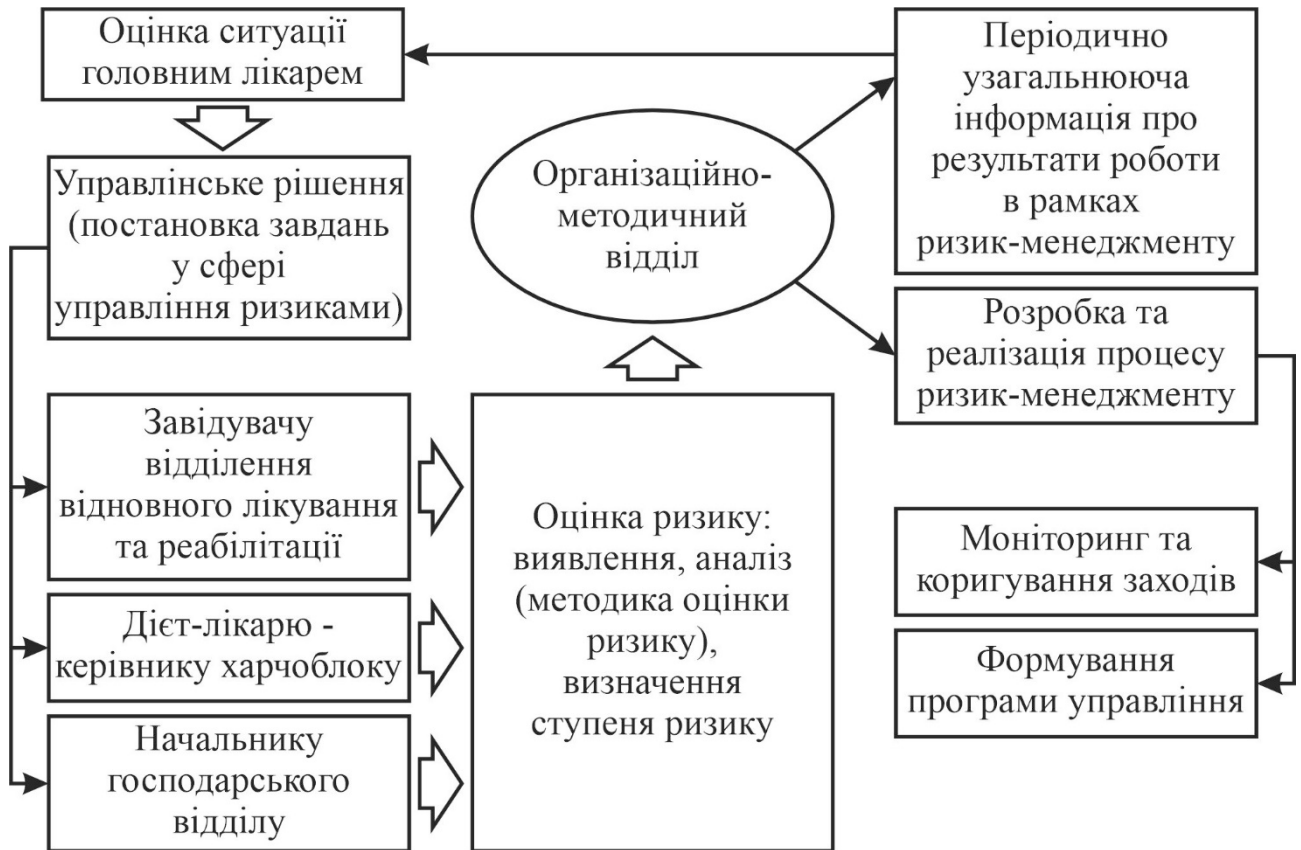 Оцінка ситуації
головним лікарем
Управлінське рішення
(постановка завдань
у сфері
управління ризиками)
Завідувачу
відділення
відновного лікування
та реабілітації
Дієт-лікарю -
керівнику харчоблоку
Начальнику
господарського
відділу
Оцінка ризику:
виявлення, аналіз
(методика оцінки
ризику),
визначення
ступеня ризику
Організаційно-
методичний
відділ
Періодично
узагальнююча
інформація про
результати роботи
в рамках
ризик-менеджменту
Розробка та
реалізація процесу
ризик-менеджменту
Моніторинг та
коригування заходів
Формування
програми управління